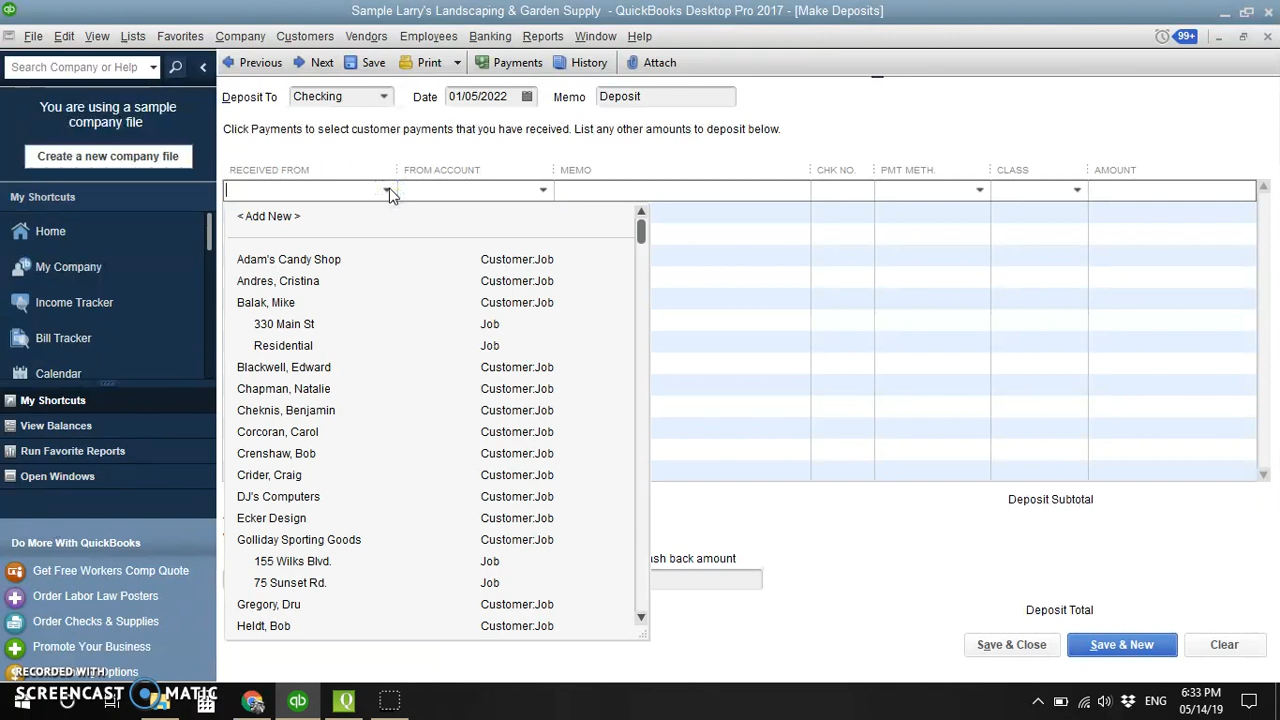 Sample Larry's Landscaping & Garden Supply - QuickBooks Desktop Pro 2017 - [Make Deposits]
File Edit View Lists Favorites Company Customers Vendors Employees Banking Reports Window Help 99+
Search Company or Help
Previous Next Save Print Payments History Attach
You are using a sample
company file
Create a new company file
My Shortcuts
Home
My Company
Income Tracker
Bill Tracker
Calendar
My Shortcuts
View Balances
Run Favorite Reports
Open Windows
Do More With QuickBooks
Get Free Workers Comp Quote
Order Labor Law Posters
Order Checks & Supplies
Promote Your Business
Options
Deposit To Checking Date 01/05/2022 Memo Deposit
Click Payments to select customer payments that you have received. List any other amounts to deposit below.
RECEIVED FROM FROM ACCOUNT MEMO CHK NO. PMT METH. CLASS AMOUNT
< Add New >
Adam's Candy Shop Customer:Job
Andres, Cristina Customer:Job
Balak, Mike Customer:Job
330 Main St Job
Residential Job
Blackwell, Edward Customer:Job
Chapman, Natalie Customer:Job
Cheknis, Benjamin Customer:Job
Corcoran, Carol Customer:Job
Crenshaw, Bob Customer:Job
Crider, Craig Customer:Job
DJ's Computers Customer:Job
Ecker Design Customer:Job
Golliday Sporting Goods Customer:Job
155 Wilks Blvd. Job
75 Sunset Rd. Job
Gregory, Dru Customer:Job
Heldt, Bob Customer:Job
Deposit Subtotal
ash back amount
Deposit Total
Save & Close Save & New Clear
RECORDED WITH
SCREENCAST MATIC
ENG 6:33 PM
05/14/19